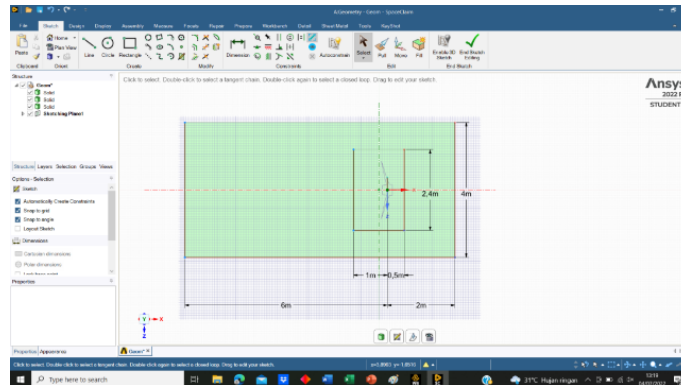 A:Geometry - Geom - SpaceClaim
File Sketch Design Display Assembly Measure Facets Repair Prepare Workbench Detail Sheet Metal Tools KeyShot
Paste
Home
Plan View
Line Circle Rectangle
Dimension
Autoconstrain
Select Pull Move Fill
Enable 3D Sketch
End Sketch Editing
Clipboard Orient Create Modify Constraints Edit End Sketch
Structure
Click to select. Double-click to select a tangent chain. Double-click again to select a closed loop. Drag to edit your sketch.
Ansys
2022
STUDENT
Geom*
Solid
Solid
Solid
Sketching Plane1
Structure Layers Selection Groups Views
Options - Selection
Sketch
Automatically Create Constraints
Snap to grid
Snap to angle
Layout Sketch
Dimensions
Cartesian dimensions
Polar dimensions
Properties
2,4m
4m
1m
0,5m
6m
2m
Y
X
Z
Properties Appearance
Geom*
Click to select. Double-click to select a tangent chain. Double-click again to select a closed loop. Drag to edit your sketch.
Type here to search
31°C Hujan ringan
13:19
04/02/2022